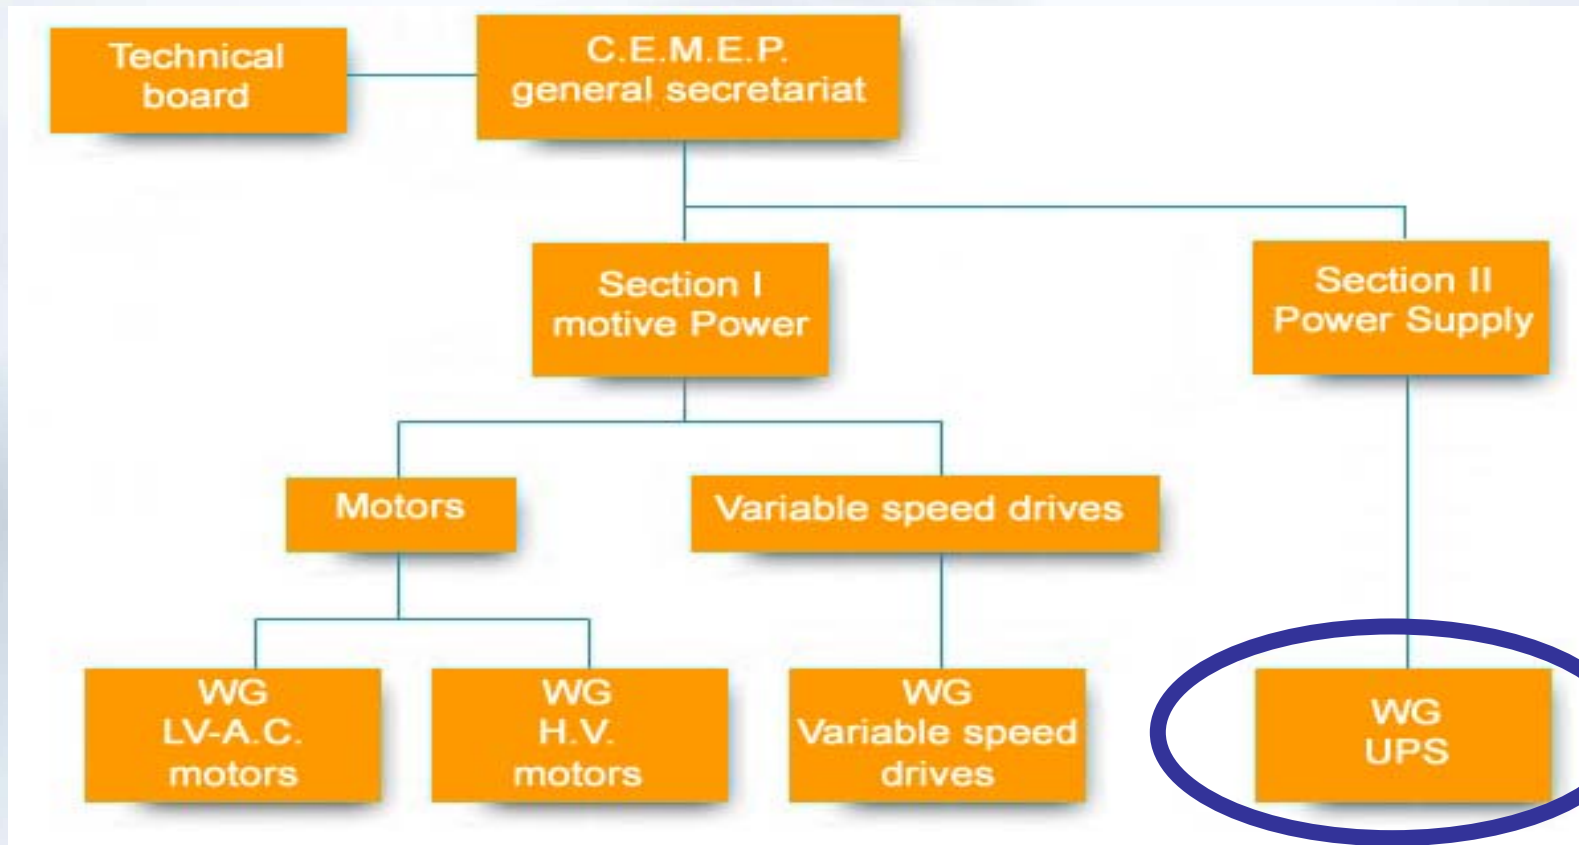 Technical
board
C.E.M.E.P.
general secretariat
Section I
motive Power
Section II
Power Supply
Motors
Variable speed drives
WG
LV-A.C.
motors
WG
H.V.
motors
WG
Variable speed
drives
WG
UPS